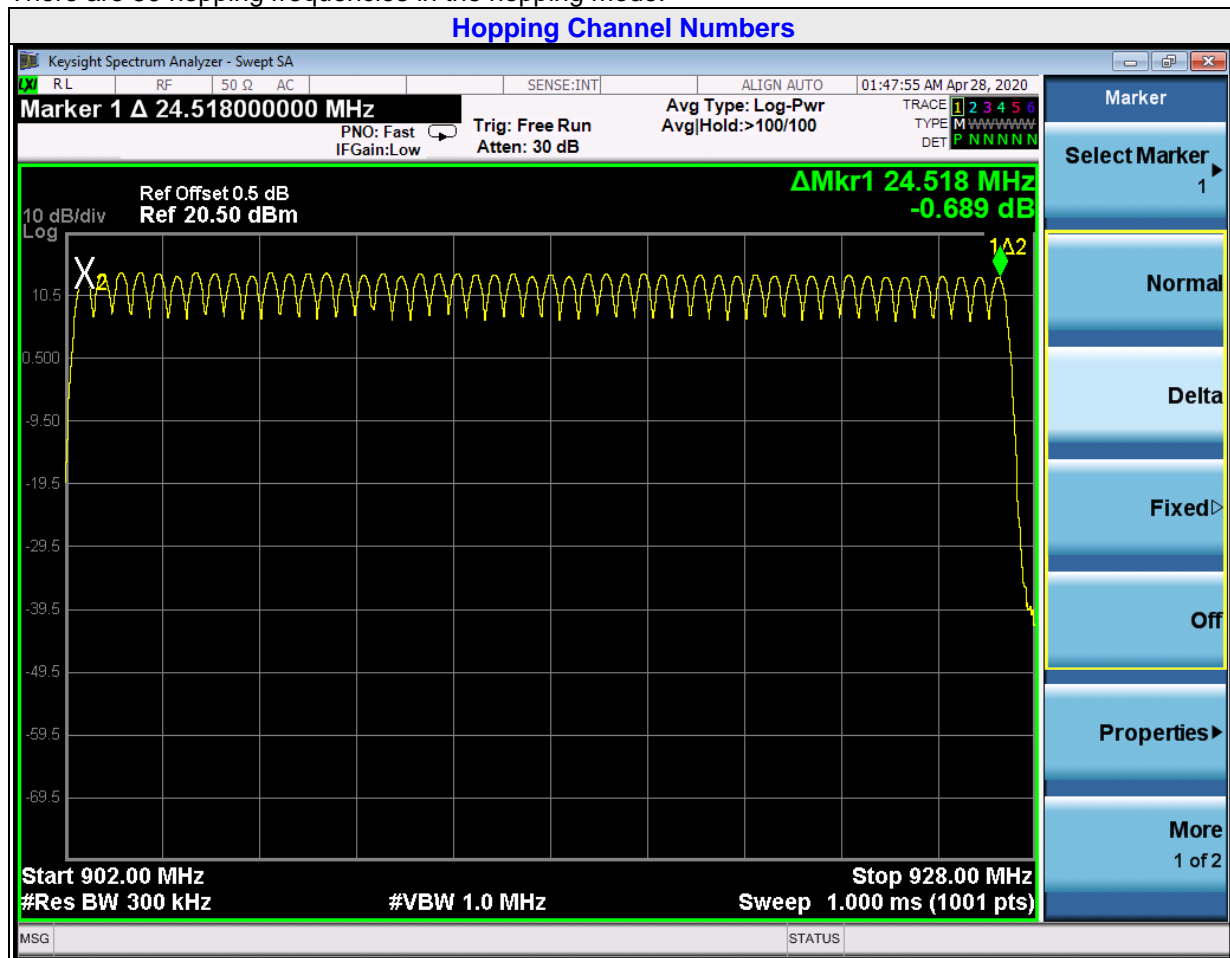 Hopping Channel Numbers
Keysight Spectrum Analyzer - Swept SA
LXI RL RF 50 Ω AC SENSE:INT ALIGN AUTO 01:47:55 AM Apr 28, 2020
Marker 1 Δ 24.518000000 MHz
PNO: Fast
IFGain:Low
Trig: Free Run
Atten: 30 dB
Avg Type: Log-Pwr
Avg|Hold:>100/100
TRACE 1 2 3 4 5 6
TYPE M WWWWW
DET P N N N N N
Ref Offset 0.5 dB
10 dB/div Ref 20.50 dBm
Log
ΔMkr1 24.518 MHz
-0.689 dB
X2
1Δ2
10.5
0.500
-9.50
-19.5
-29.5
-39.5
-49.5
-59.5
-69.5
Start 902.00 MHz
Stop 928.00 MHz
#Res BW 300 kHz
#VBW 1.0 MHz
Sweep 1.000 ms (1001 pts)
MSG
STATUS
Marker
Select Marker
1
Normal
Delta
Fixed
Off
Properties
More
1 of 2